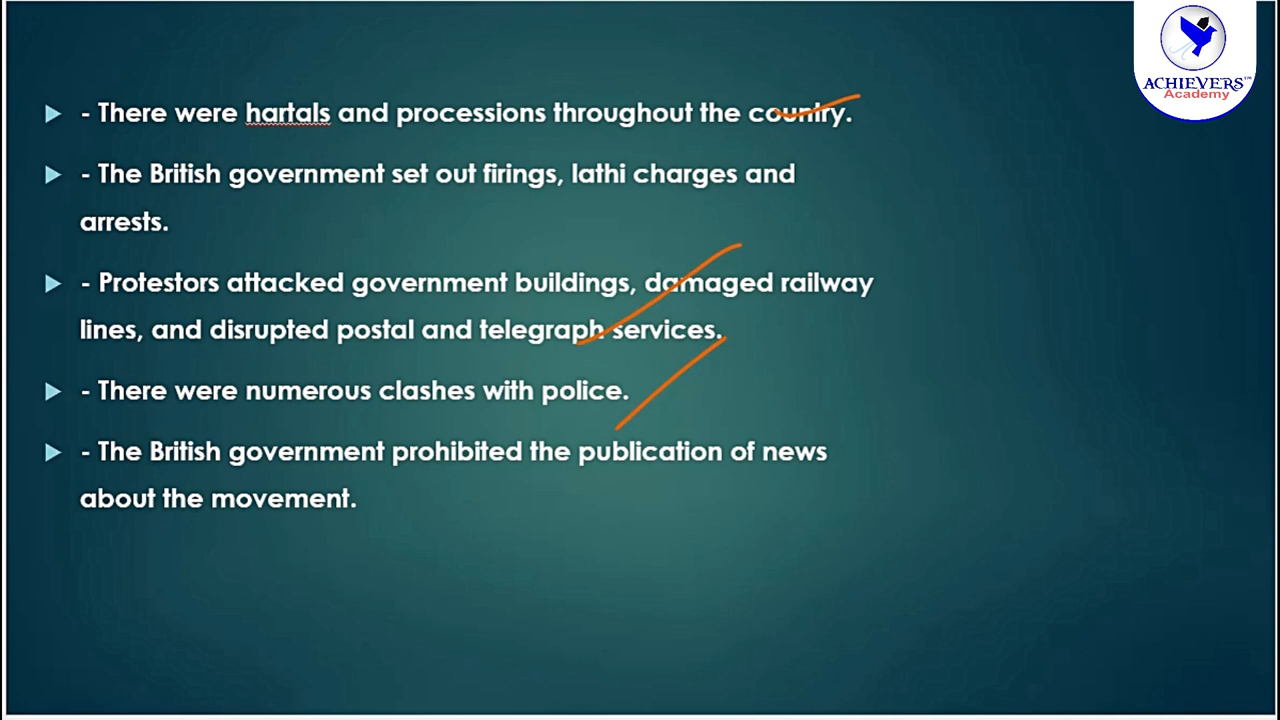 ACHIEVERS™
Academy
- There were hartals and processions throughout the country.
- The British government set out firings, lathi charges and
arrests.
- Protestors attacked government buildings, damaged railway
lines, and disrupted postal and telegraph services.
- There were numerous clashes with police.
- The British government prohibited the publication of news
about the movement.